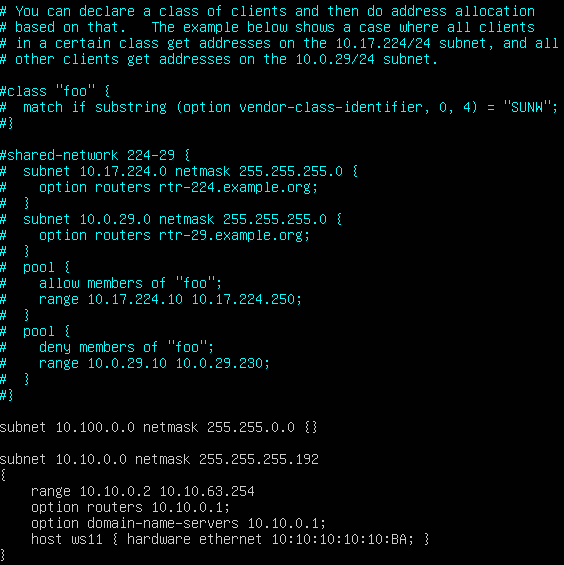 # You can declare a class of clients and then do address allocation
# based on that.   The example below shows a case where all clients
# in a certain class get addresses on the 10.17.224/24 subnet, and all
# other clients get addresses on the 10.0.29/24 subnet.

#class "foo" {
#  match if substring (option vendor-class-identifier, 0, 4) = "SUNW";
#}

#shared-network 224-29 {
#  subnet 10.17.224.0 netmask 255.255.255.0 {
#    option routers rtr-224.example.org;
#  }
#  subnet 10.0.29.0 netmask 255.255.255.0 {
#    option routers rtr-29.example.org;
#  }
#  pool {
#    allow members of "foo";
#    range 10.17.224.10 10.17.224.250;
#  }
#  pool {
#    deny members of "foo";
#    range 10.0.29.10 10.0.29.230;
#  }
#}

subnet 10.100.0.0 netmask 255.255.0.0 {}

subnet 10.10.0.0 netmask 255.255.255.192
{
    range 10.10.0.2 10.10.63.254
    option routers 10.10.0.1;
    option domain-name-servers 10.10.0.1;
    host ws11 { hardware ethernet 10:10:10:10:10:BA; }
}